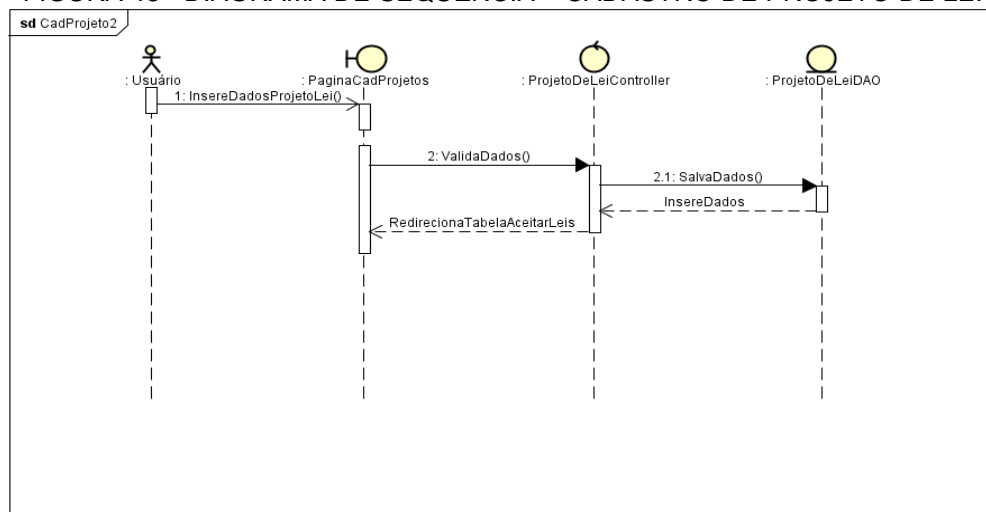 sd CadProjeto2
: Usuário
: PaginaCadProjetos
: ProjetoDeLeiController
: ProjetoDeLeiDAO
1: InsereDadosProjetoLei()
2: ValidaDados()
2.1: SalvaDados()
InsereDados
RedirecionaTabelaAceitarLeis